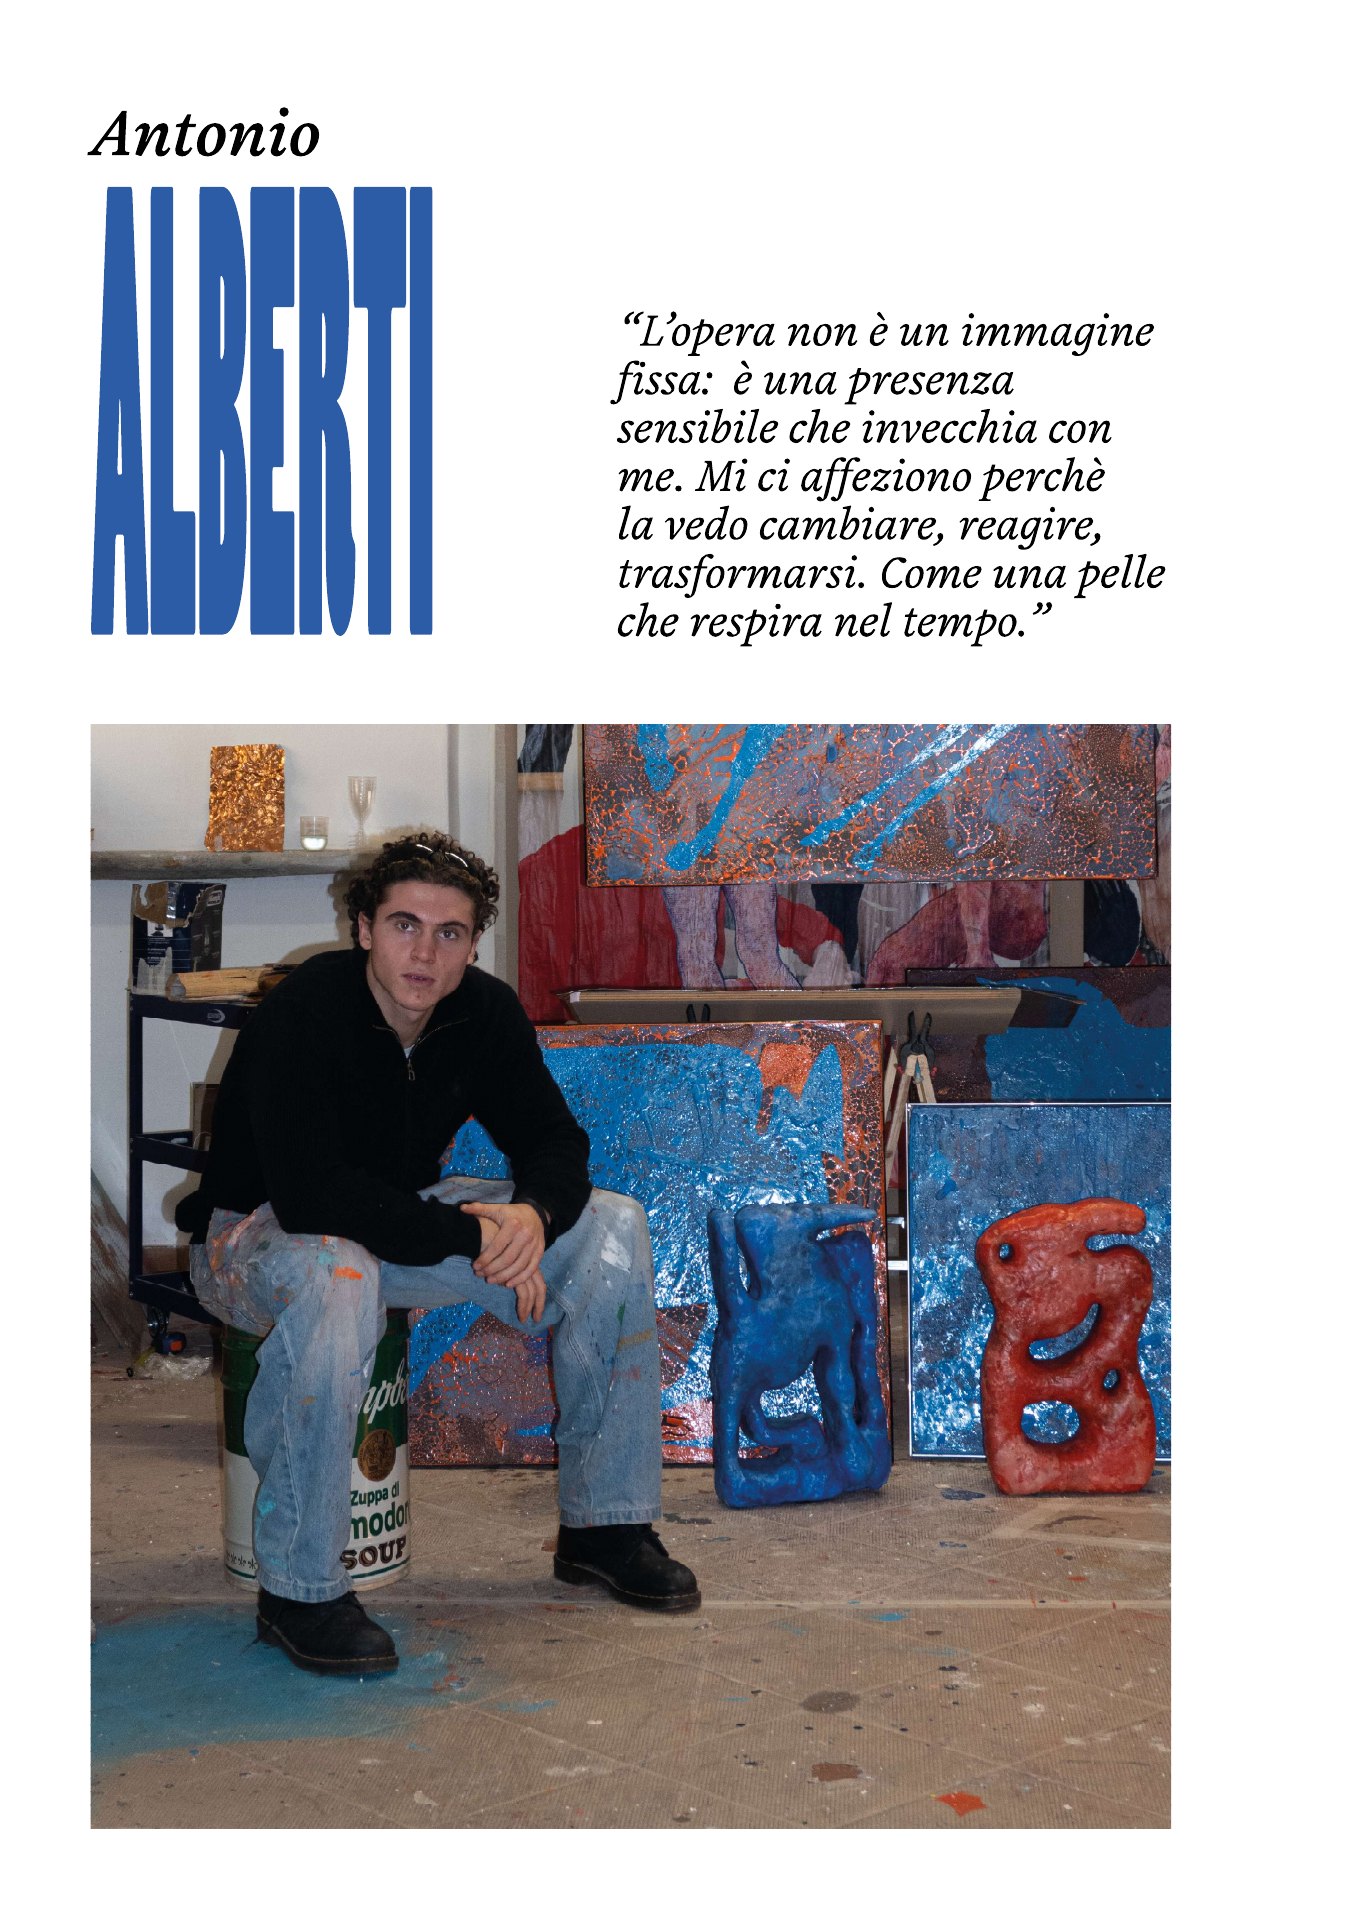 Antonio
ALBERTI
“L’opera non è un immagine
fissa:  è una presenza
sensibile che invecchia con
me. Mi ci affeziono perchè
la vedo cambiare, reagire,
trasformarsi. Come una pelle
che respira nel tempo.”
Zuppa di
SOUP